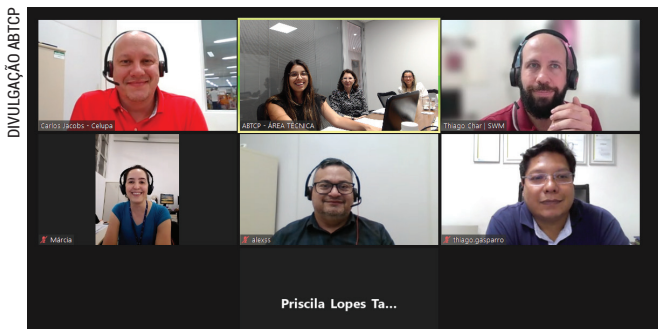 DIVULGAÇÃO ABTCP
Carlos Jacobs - Celupa
ABTCP - ÁREA TÉCNICA
Thiago Char | SWM
Márcia
alexss
thiago.gasparro
Priscila Lopes Ta...